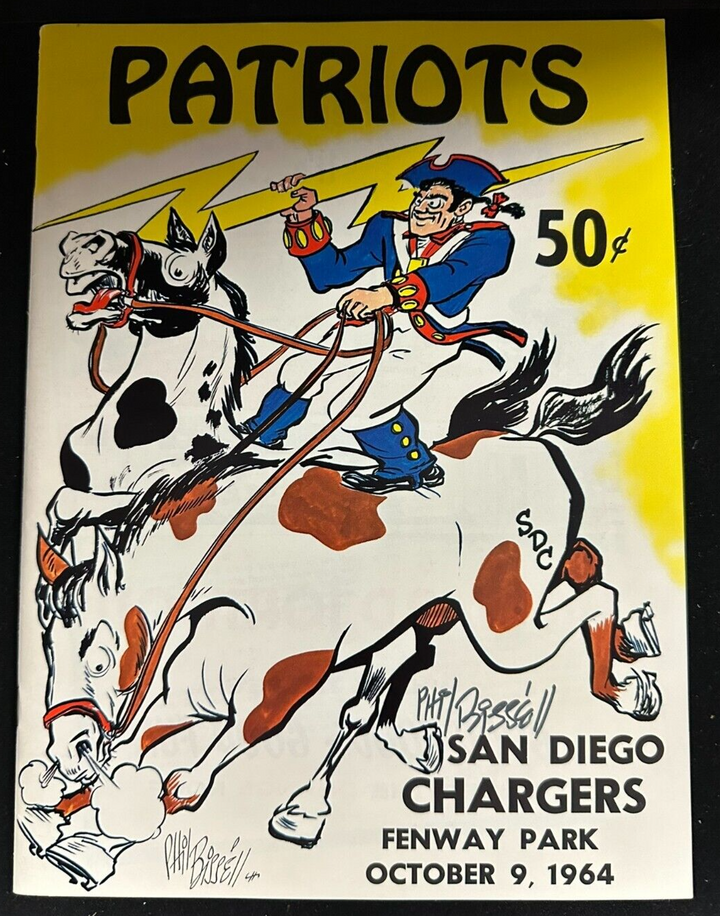 PATRIOTS
50¢
SDC
Phil Bissell
SAN DIEGO
CHARGERS
FENWAY PARK
OCTOBER 9, 1964
Phil Bissell